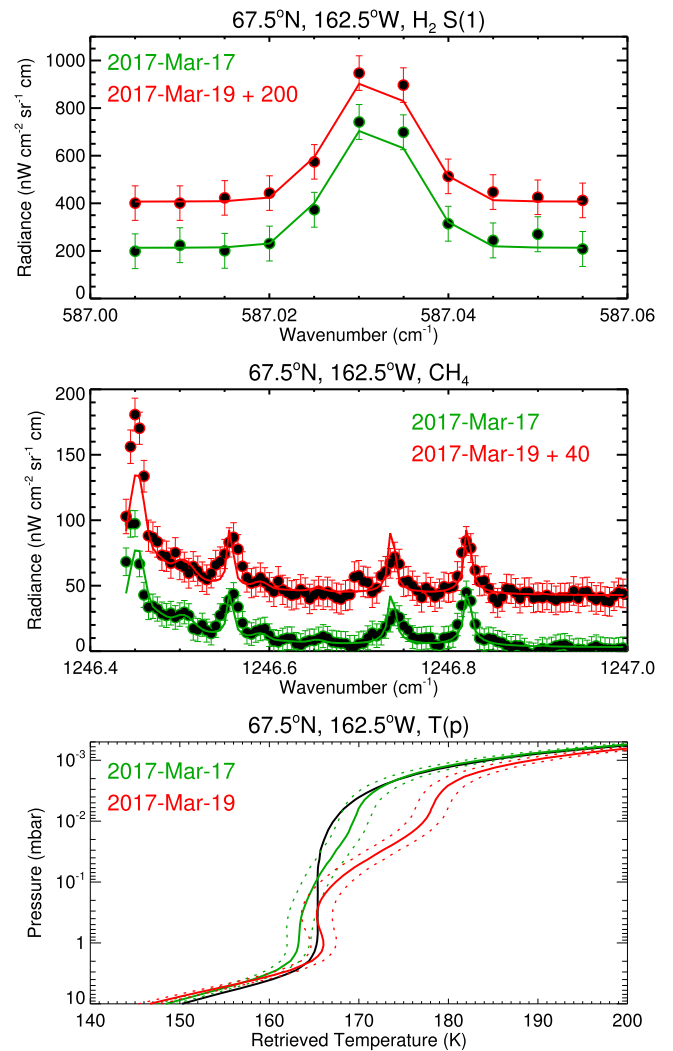 67.5°N, 162.5°W, H₂ S(1)
2017-Mar-17
2017-Mar-19 + 200
Radiance (nW cm⁻² sr⁻¹ cm)
1000
800
600
400
200
0
587.00 587.02 587.04 587.06
Wavenumber (cm⁻¹)
67.5°N, 162.5°W, CH₄
2017-Mar-17
2017-Mar-19 + 40
Radiance (nW cm⁻² sr⁻¹ cm)
200
150
100
50
0
1246.4 1246.6 1246.8 1247.0
Wavenumber (cm⁻¹)
67.5°N, 162.5°W, T(p)
2017-Mar-17
2017-Mar-19
Pressure (mbar)
10⁻³
10⁻²
10⁻¹
1
10
140 150 160 170 180 190 200
Retrieved Temperature (K)